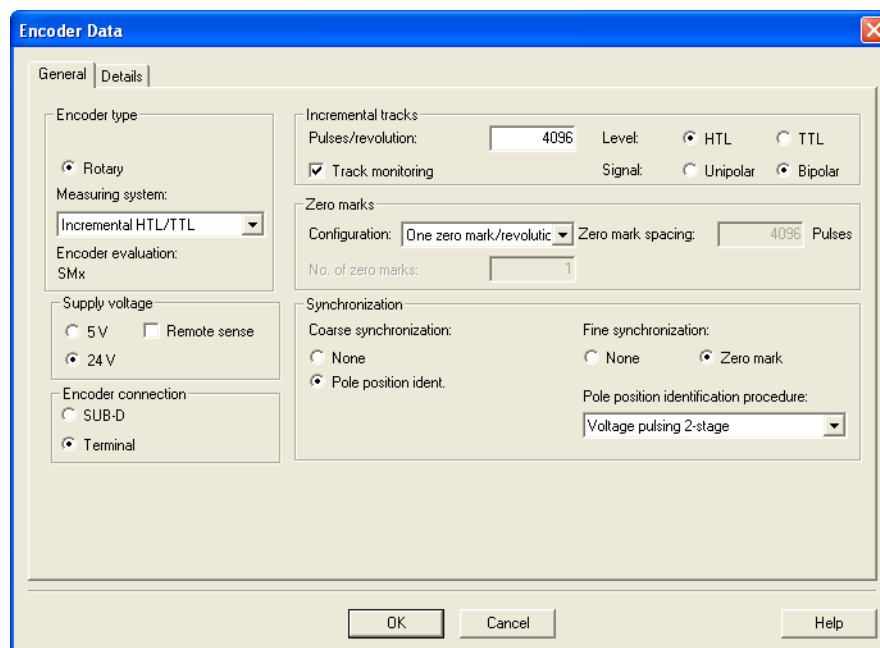 Encoder Data
General
Details
Encoder type
Rotary
Measuring system:
Incremental HTL/TTL
Encoder evaluation:
SMx
Supply voltage
5 V
Remote sense
24 V
Encoder connection
SUB-D
Terminal
Incremental tracks
Pulses/revolution:
4096
Level:
HTL
TTL
Track monitoring
Signal:
Unipolar
Bipolar
Zero marks
Configuration:
One zero mark/revolutic
Zero mark spacing:
4096
Pulses
No. of zero marks:
1
Synchronization
Coarse synchronization:
None
Pole position ident.
Fine synchronization:
None
Zero mark
Pole position identification procedure:
Voltage pulsing 2-stage
OK
Cancel
Help